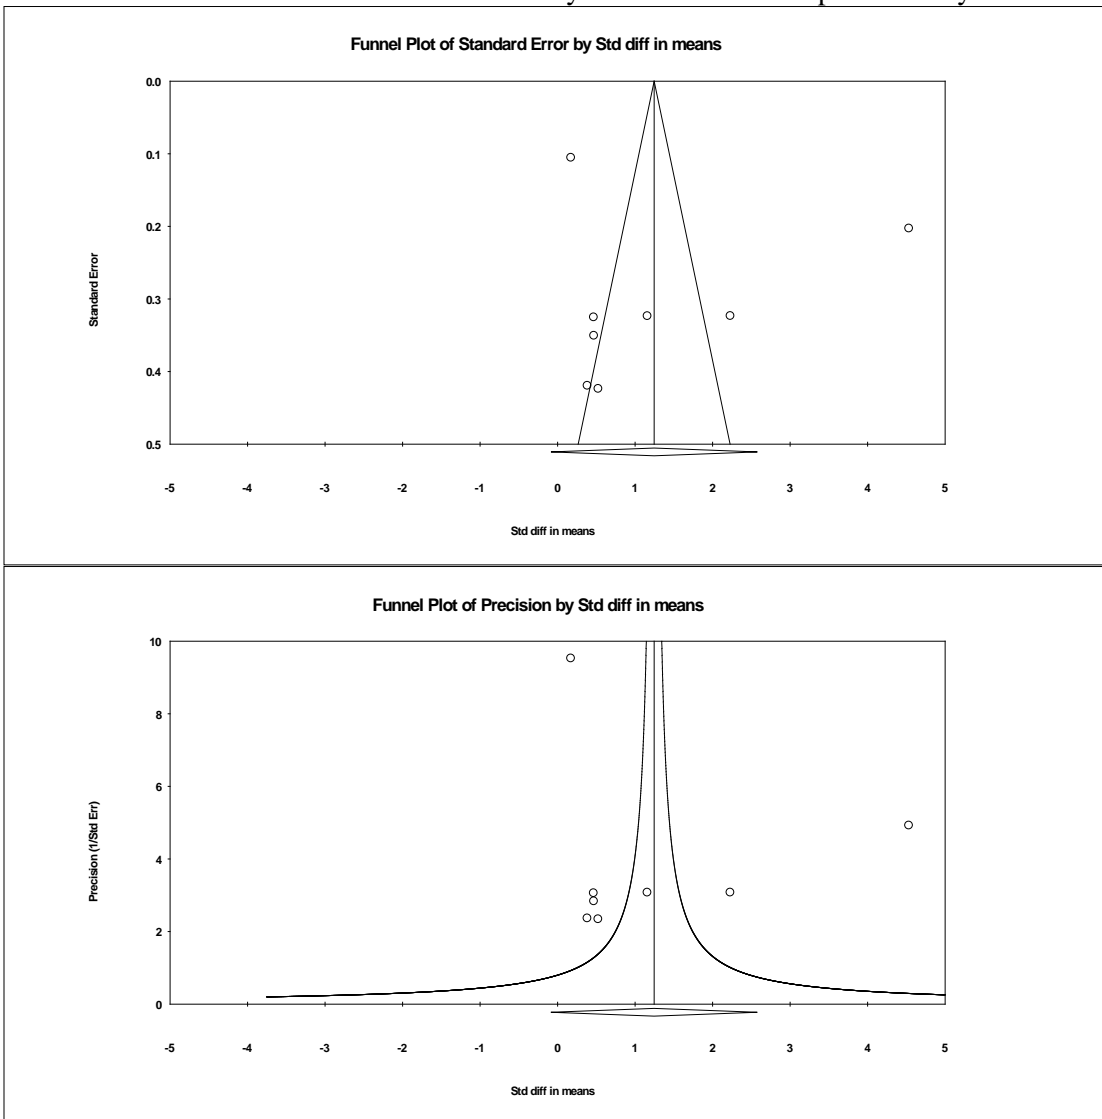 Funnel Plot of Standard Error by Std diff in means
0.0
0.1
0.2
0.3
0.4
0.5
Standard Error
-5 -4 -3 -2 -1 0 1 2 3 4 5
Std diff in means
Funnel Plot of Precision by Std diff in means
10
8
6
4
2
0
Precision (1/Std Err)
-5 -4 -3 -2 -1 0 1 2 3 4 5
Std diff in means